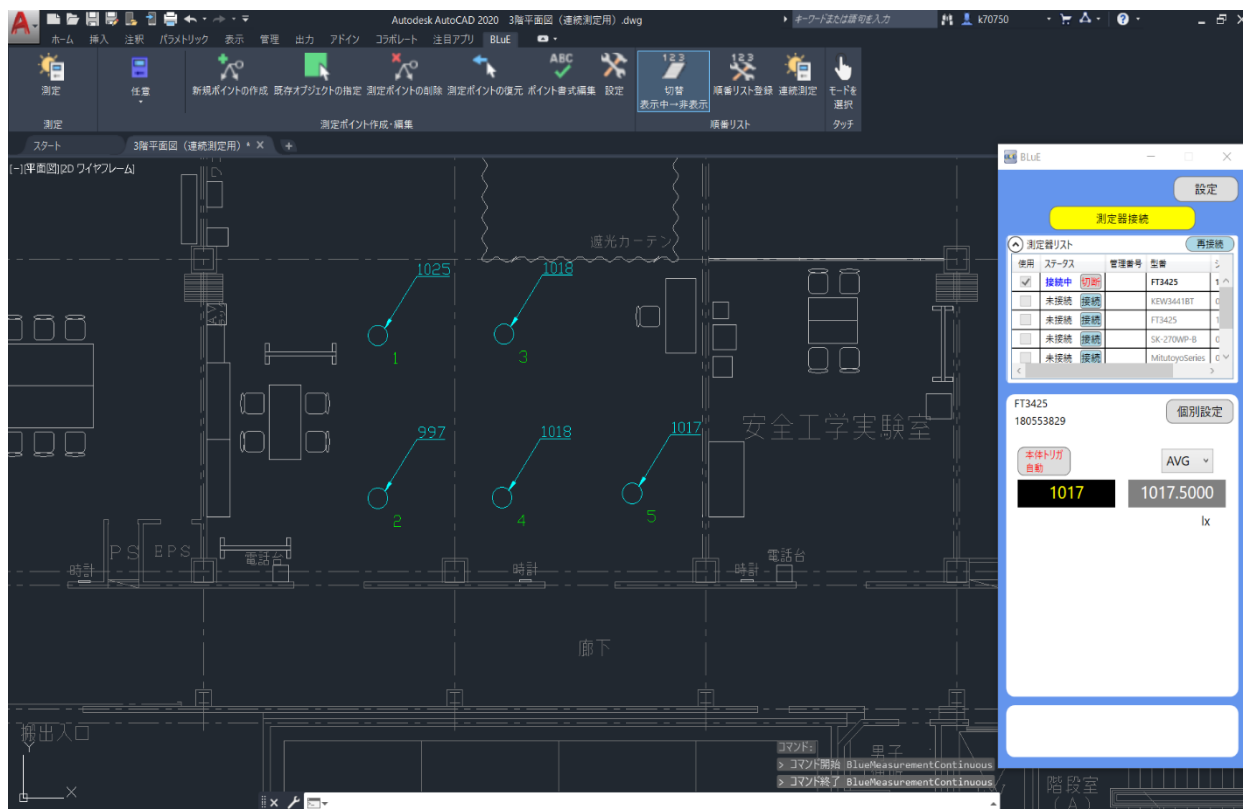 Autodesk AutoCAD 2020 3階平面図（連続測定用）.dwg
キーワードまたは語句を入力
k70750
ホーム 挿入 注釈 パラメトリック 表示 管理 出力 アドイン コラボレート 注目アプリ BLuE
測定 任意 新規ポイントの作成 既存オブジェクトの指定 測定ポイントの削除 測定ポイントの復元 ポイント書式編集 設定 切替 順番リスト登録 連続測定 モードを
表示中→非表示 選択
測定 測定ポイント作成・編集 順番リスト タッチ
スタート 3階平面図（連続測定用）* X +
[−][平面図][2D ワイヤフレーム]
遮光カーテン
1025 1018
1 3
997 1018 1017
安全工学実験室
2 4 5
PS EPS
電話台 電話台
時計 時計 時計
廊下
搬出入口
Y
X
男子
階段室
(A)
コマンド:
> コマンド開始 BlueMeasurementContinuous
> コマンド終了 BlueMeasurementContinuous
BLuE
設定
測定器接続
測定器リスト 再接続
使用 ステータス 管理番号 型番
接続中 切断 FT3425
未接続 接続 KEW3441BT
未接続 接続 FT3425
未接続 接続 SK-270WP-B
未接続 接続 MitutoyoSeries
FT3425
180553829
個別設定
本体トリガ
自動
AVG
1017 1017.5000
lx